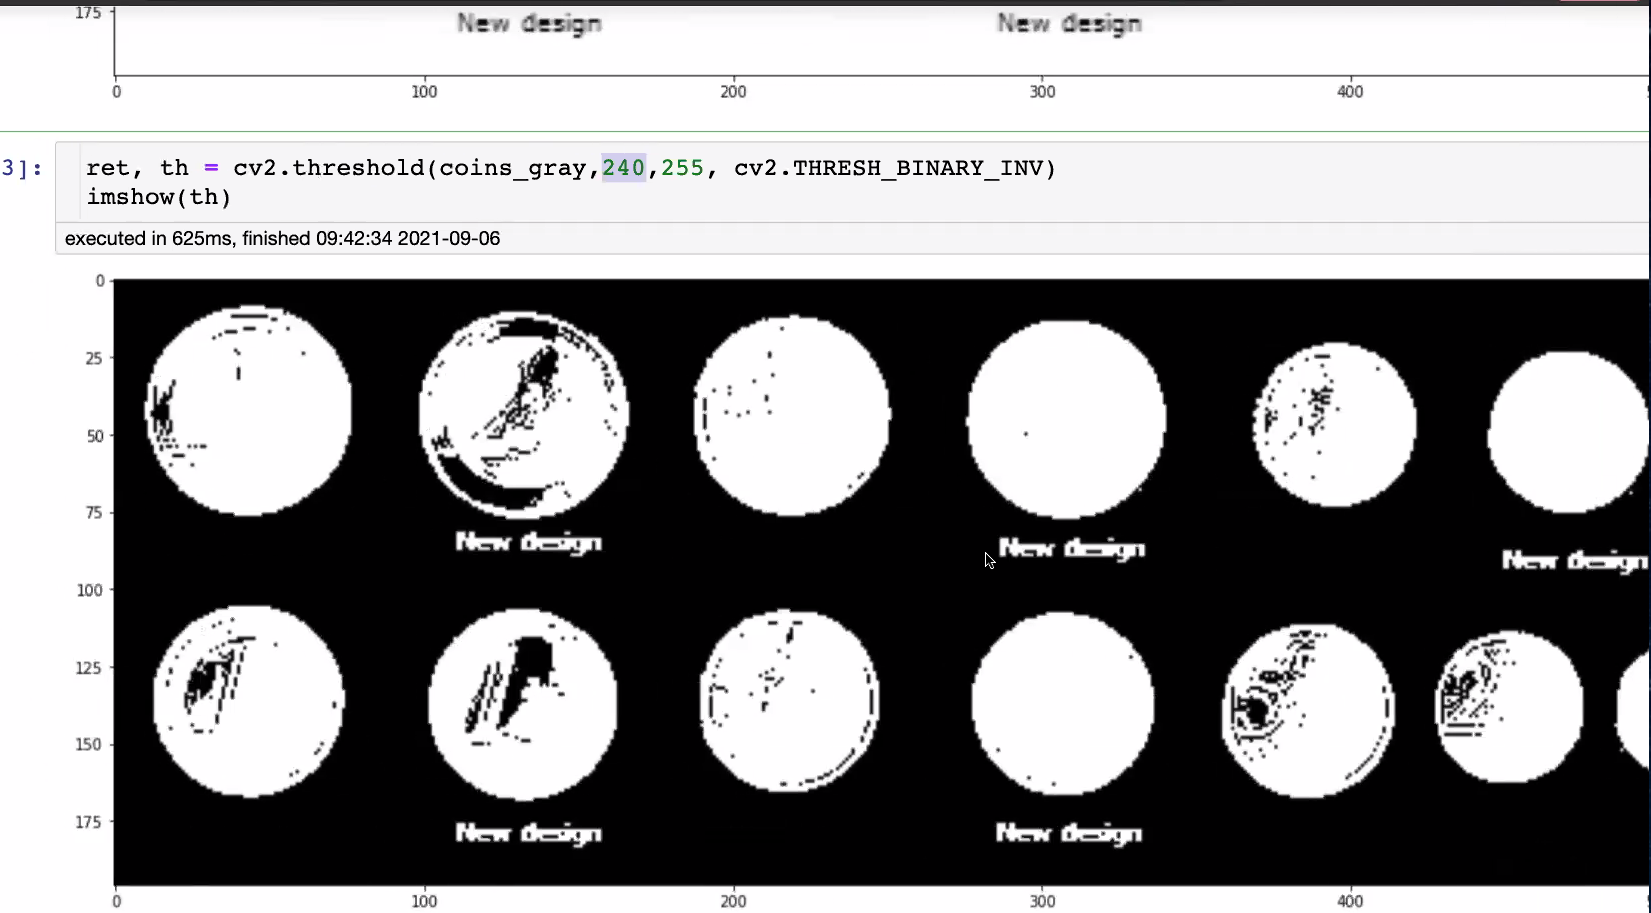 175
New design New design
0 100 200 300 400
3]: ret, th = cv2.threshold(coins_gray,240,255, cv2.THRESH_BINARY_INV)
imshow(th)
executed in 625ms, finished 09:42:34 2021-09-06
0
25
50
75
New design New design New design
100
125
150
175
New design New design
0 100 200 300 400